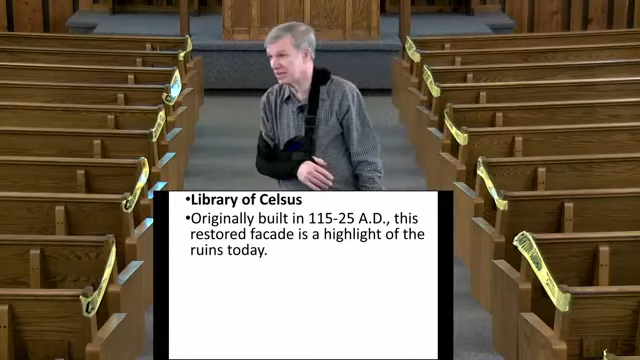 •Library of Celsus
•Originally built in 115-25 A.D., this
restored facade is a highlight of the
ruins today.